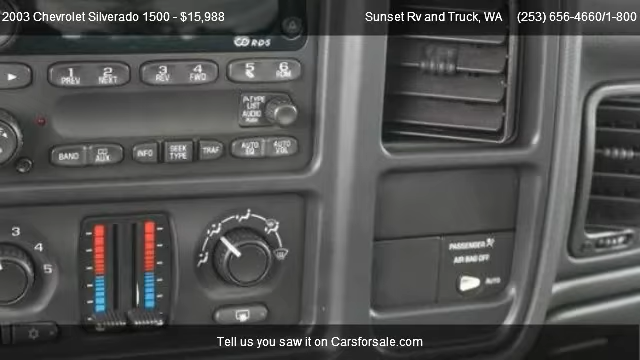 2003 Chevrolet Silverado 1500 - $15,988
Sunset Rv and Truck, WA (253) 656-4660/1-800
RDS
1 PREV 2 NEXT
3 REV 4 FWD
5 6 RDM
P-TYPE
LIST
AUDIO
BAND
CD AUX
INFO
SEEK TYPE
TRAF
AUTO EQ
AUTO VOL
3
4
5
PASSENGER
AIR BAG OFF
AUTO
Tell us you saw it on Carsforsale.com